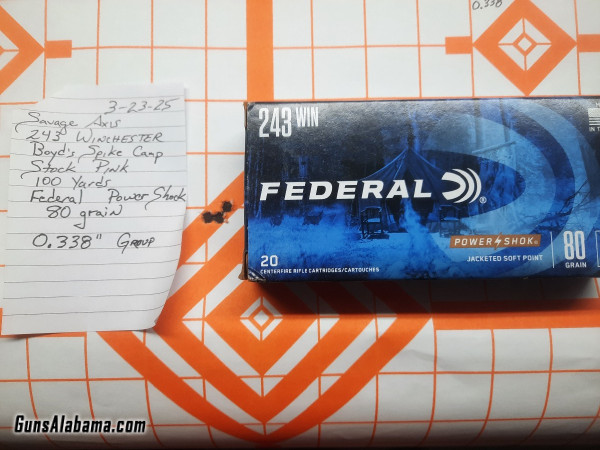 0.338
3-23-25
Savage Axis
243 Winchester
Boyd's Spike Camp
Stock Pink
100 Yards
Federal Power Shock
80 grain
0.338" Group
243 WIN
FEDERAL®
POWER SHOK®
JACKETED SOFT POINT
80
GRAIN
20
CENTERFIRE RIFLE CARTRIDGES/CARTOUCHES
IN T
GunsAlabama.com